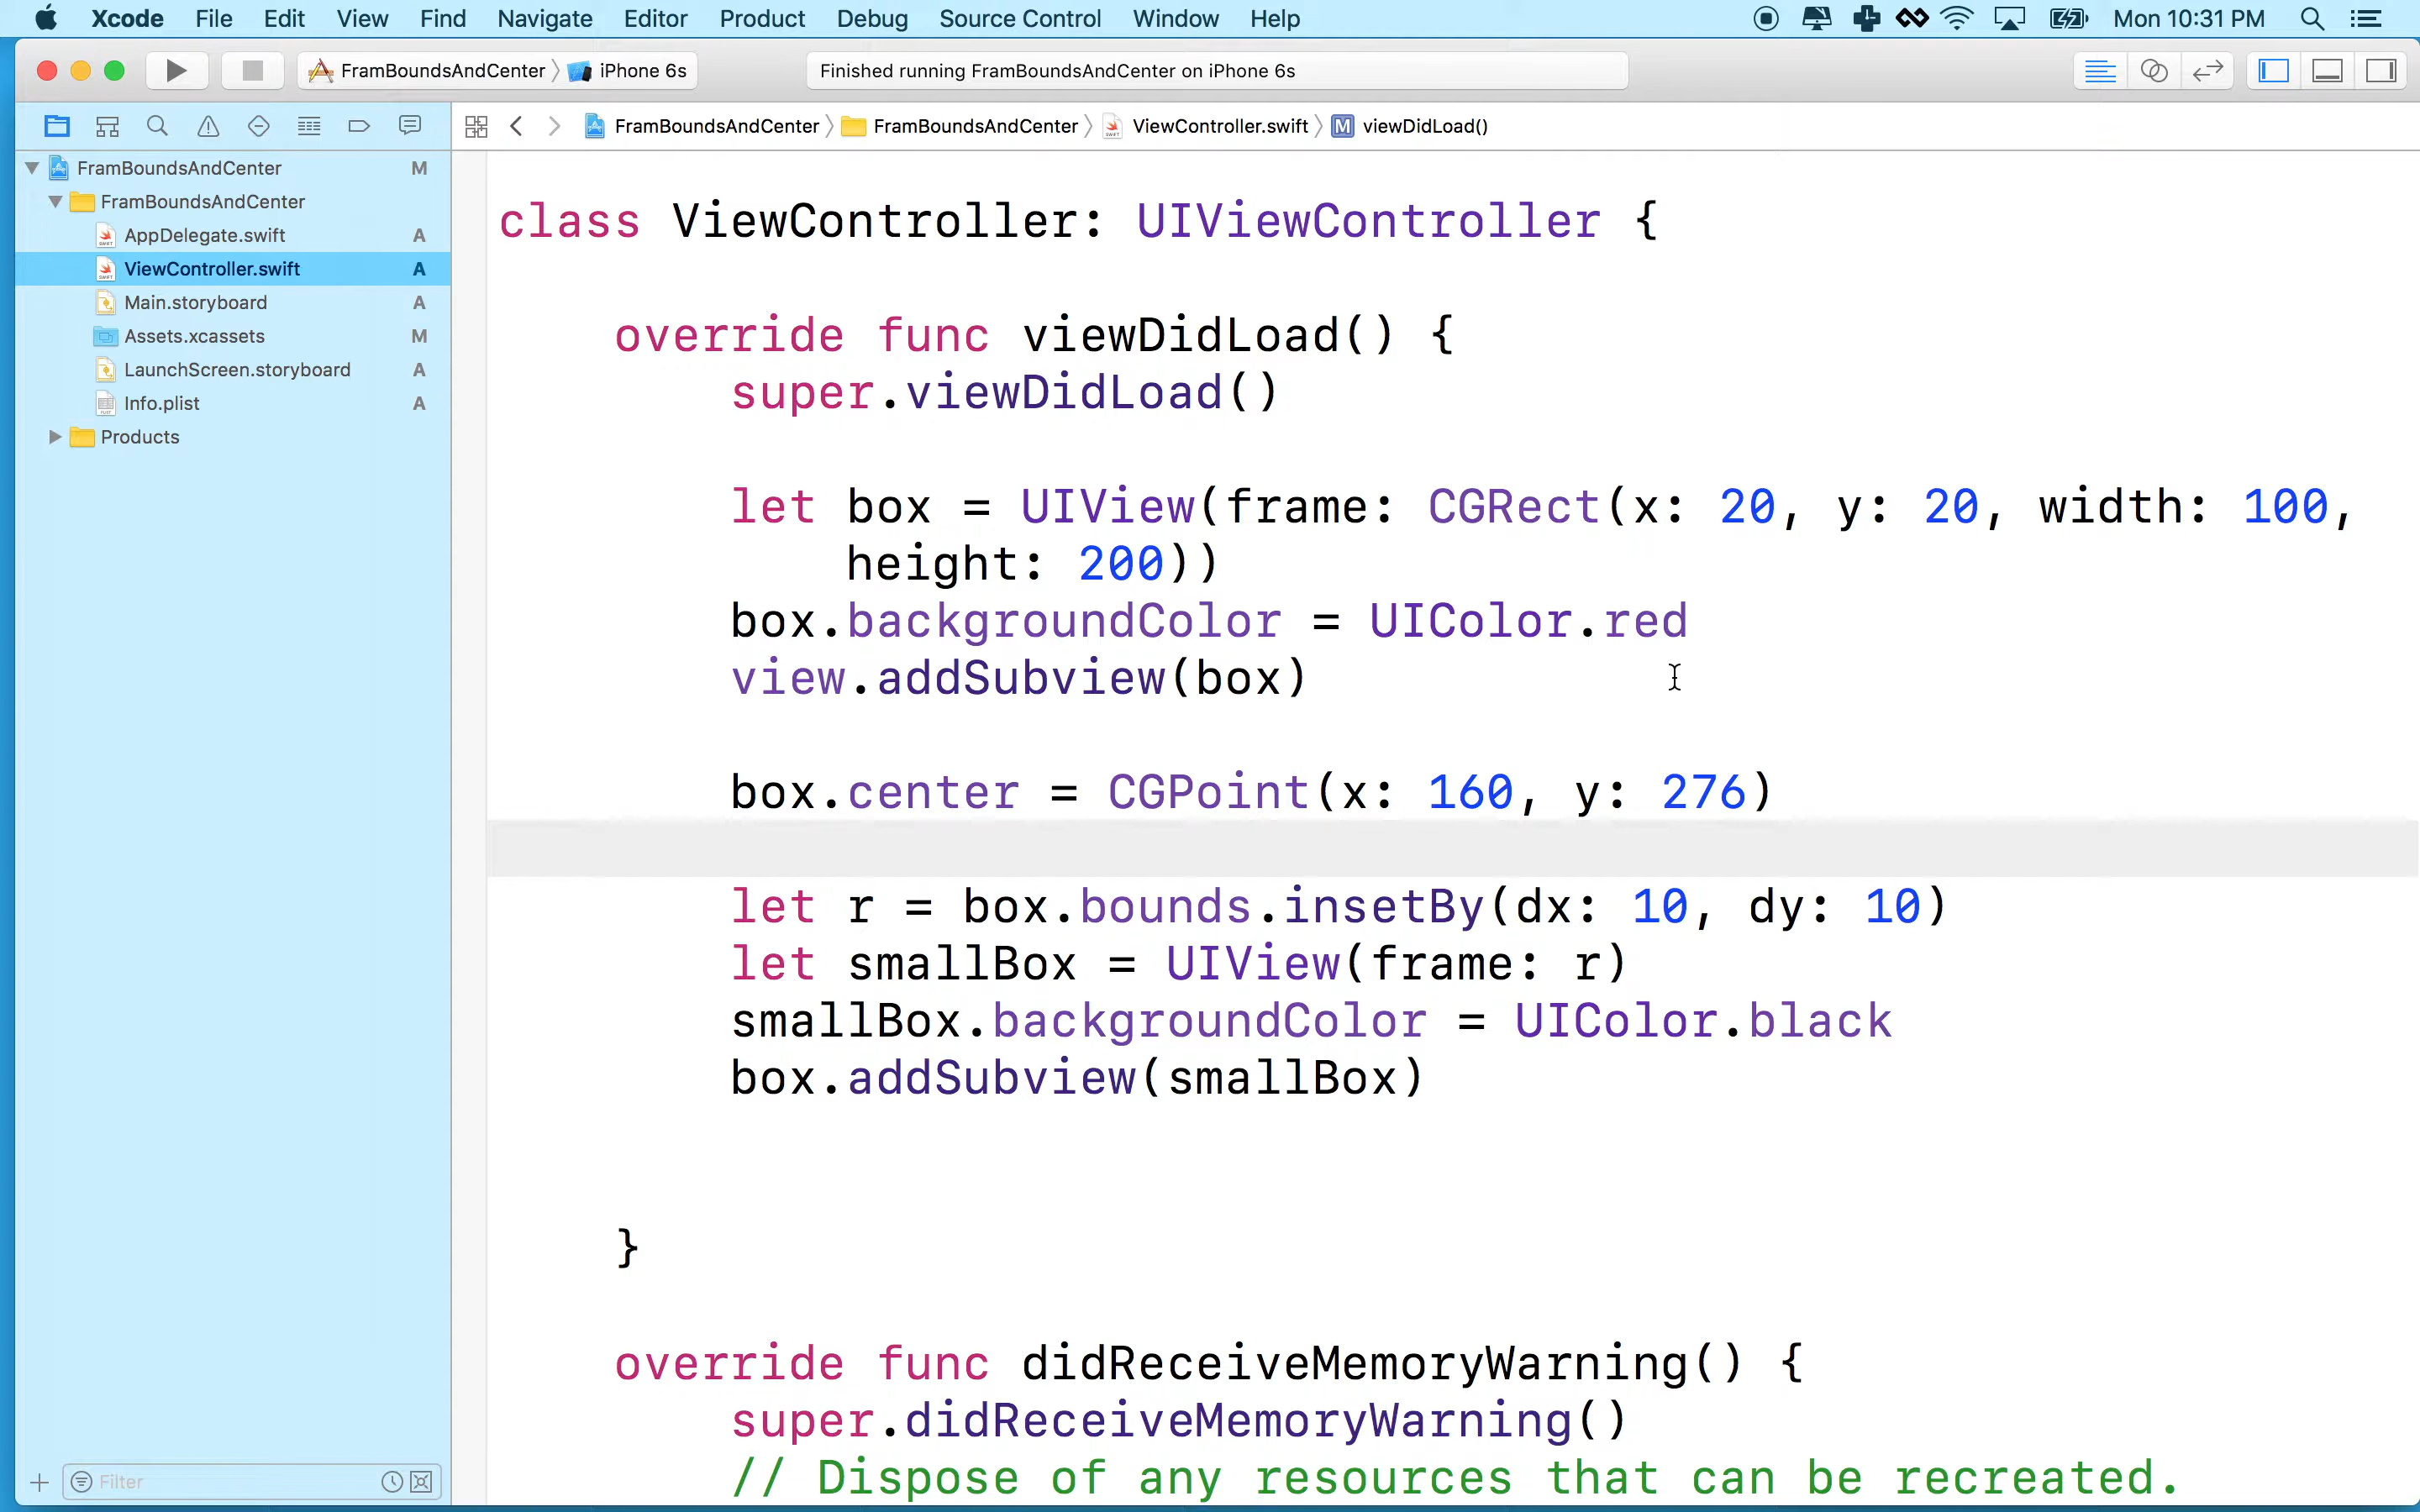 Xcode File Edit View Find Navigate Editor Product Debug Source Control Window Help Mon 10:31 PM
FramBoundsAndCenter iPhone 6s Finished running FramBoundsAndCenter on iPhone 6s
FramBoundsAndCenter FramBoundsAndCenter ViewController.swift M viewDidLoad()
FramBoundsAndCenter M
FramBoundsAndCenter
AppDelegate.swift A
ViewController.swift A
Main.storyboard A
Assets.xcassets M
LaunchScreen.storyboard A
Info.plist A
Products
Filter
class ViewController: UIViewController {
override func viewDidLoad() {
super.viewDidLoad()
let box = UIView(frame: CGRect(x: 20, y: 20, width: 100,
height: 200))
box.backgroundColor = UIColor.red
view.addSubview(box)
box.center = CGPoint(x: 160, y: 276)
let r = box.bounds.insetBy(dx: 10, dy: 10)
let smallBox = UIView(frame: r)
smallBox.backgroundColor = UIColor.black
box.addSubview(smallBox)
}
override func didReceiveMemoryWarning() {
super.didReceiveMemoryWarning()
// Dispose of any resources that can be recreated.